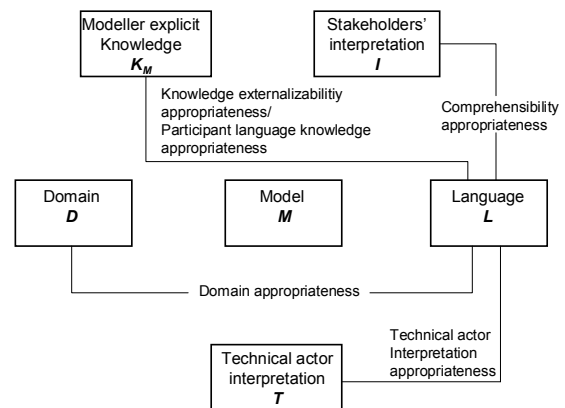 Modeller explicit
Knowledge
K_M
Stakeholders'
interpretation
I
Knowledge externalizabilitiy
appropriateness/
Participant language knowledge
appropriateness
Comprehensibility
appropriateness
Domain
D
Model
M
Language
L
Domain appropriateness
Technical actor
Interpretation
appropriateness
Technical actor
interpretation
T